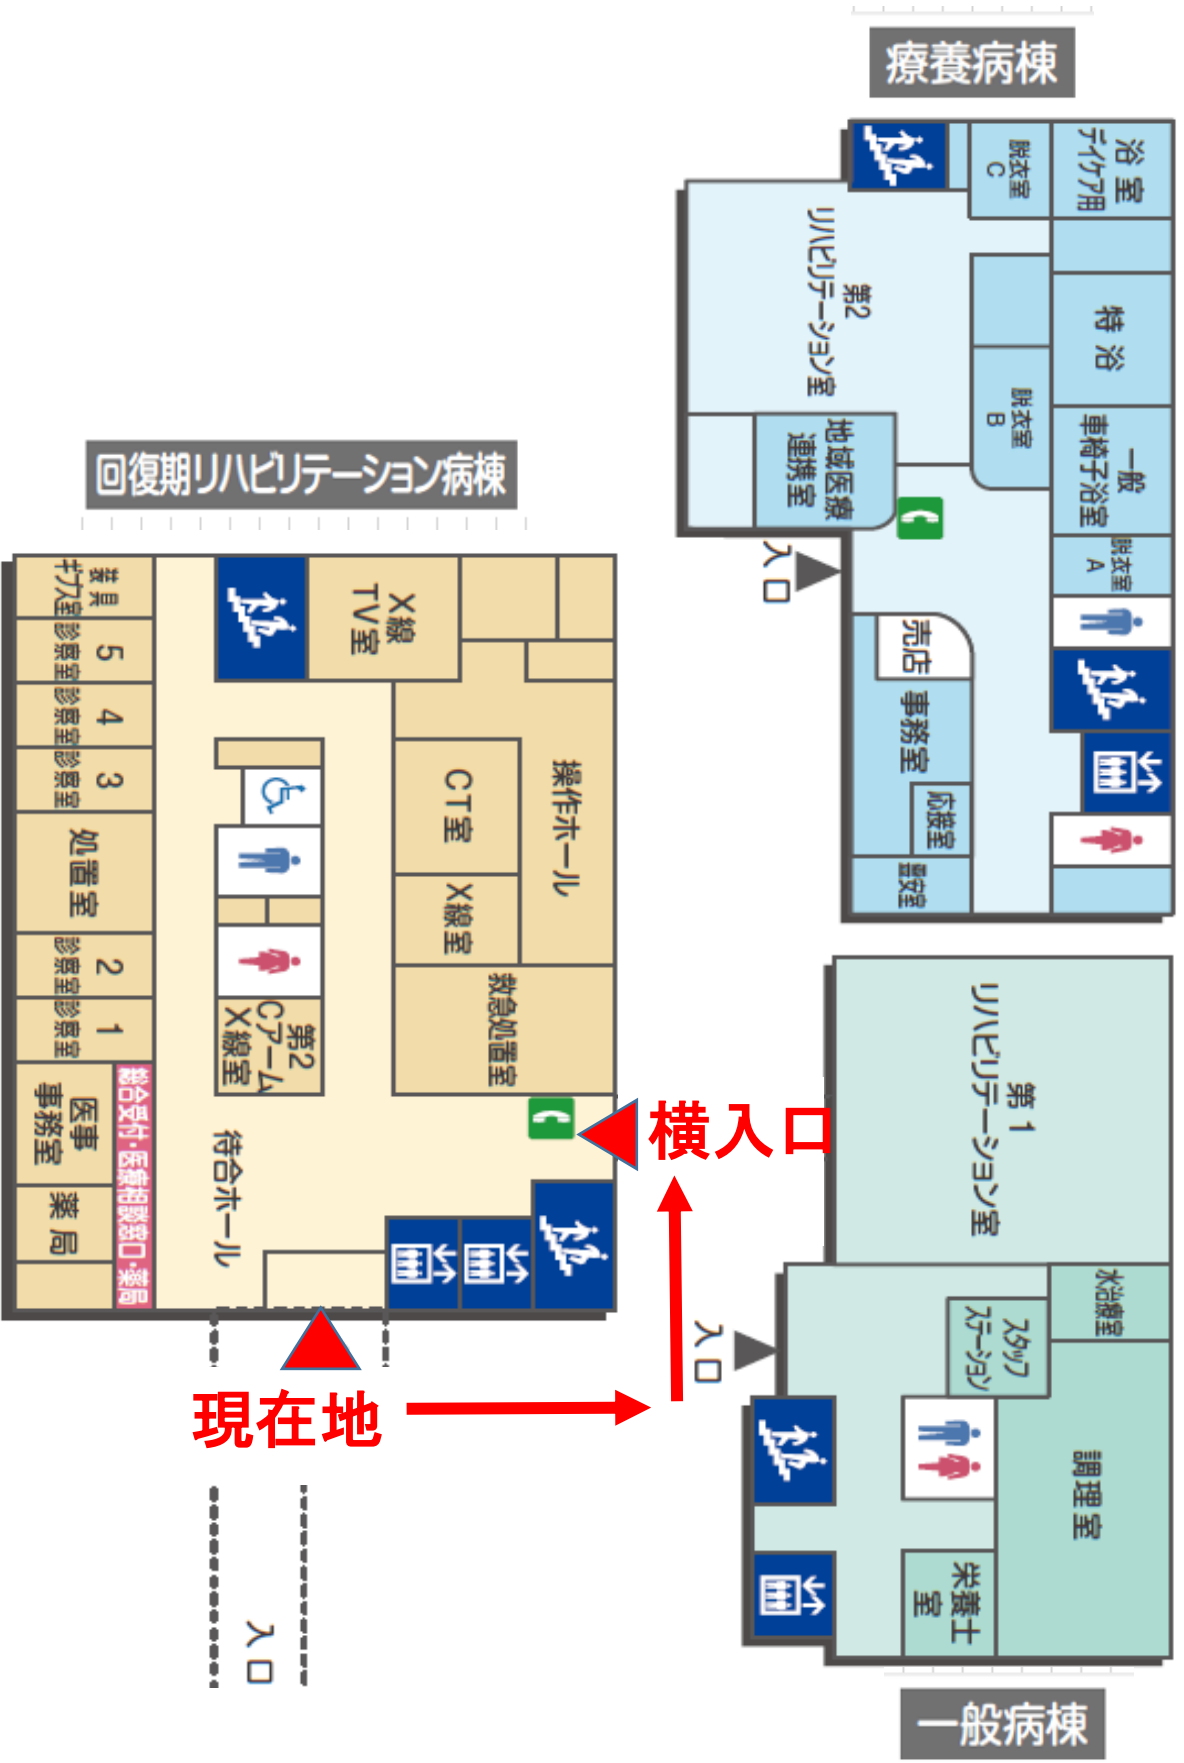 療養病棟
浴室
デイケア用
脱衣室
C
第2
リハビリテーション室
特浴
脱衣室
B
一般
車椅子浴室
地域医療
連携室
脱衣室
A
入口
売店
事務室
応接室
霊安室
回復期リハビリテーション病棟
装具
ギプス室
X線
TV室
5
診察室
4
診察室
3
診察室
処置室
2
診察室
1
診察室
CT室
操作ホール
X線室
救急処置室
第2
Cアーム
X線室
医事
事務室
総合受付・医療相談窓口・薬局
薬局
待合ホール
横入口
現在地
入口
第1
リハビリテーション室
水治療室
スタッフ
ステーション
入口
調理室
栄養士
室
一般病棟